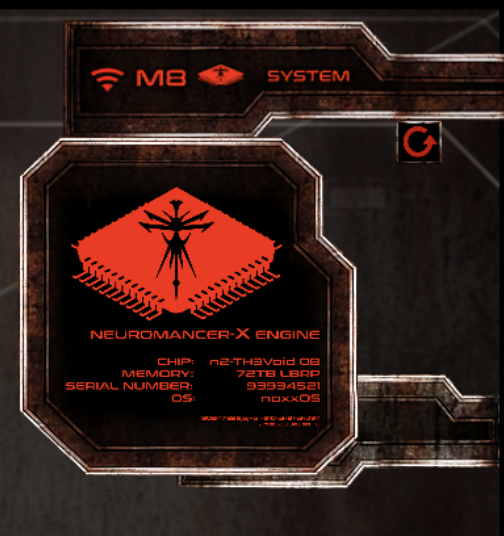 M8 SYSTEM
NEUROMANCER-X ENGINE
CHIP: n2-TH3Void 08
MEMORY: 72TB LBRP
SERIAL NUMBER: 93934521
OS: noxxOS